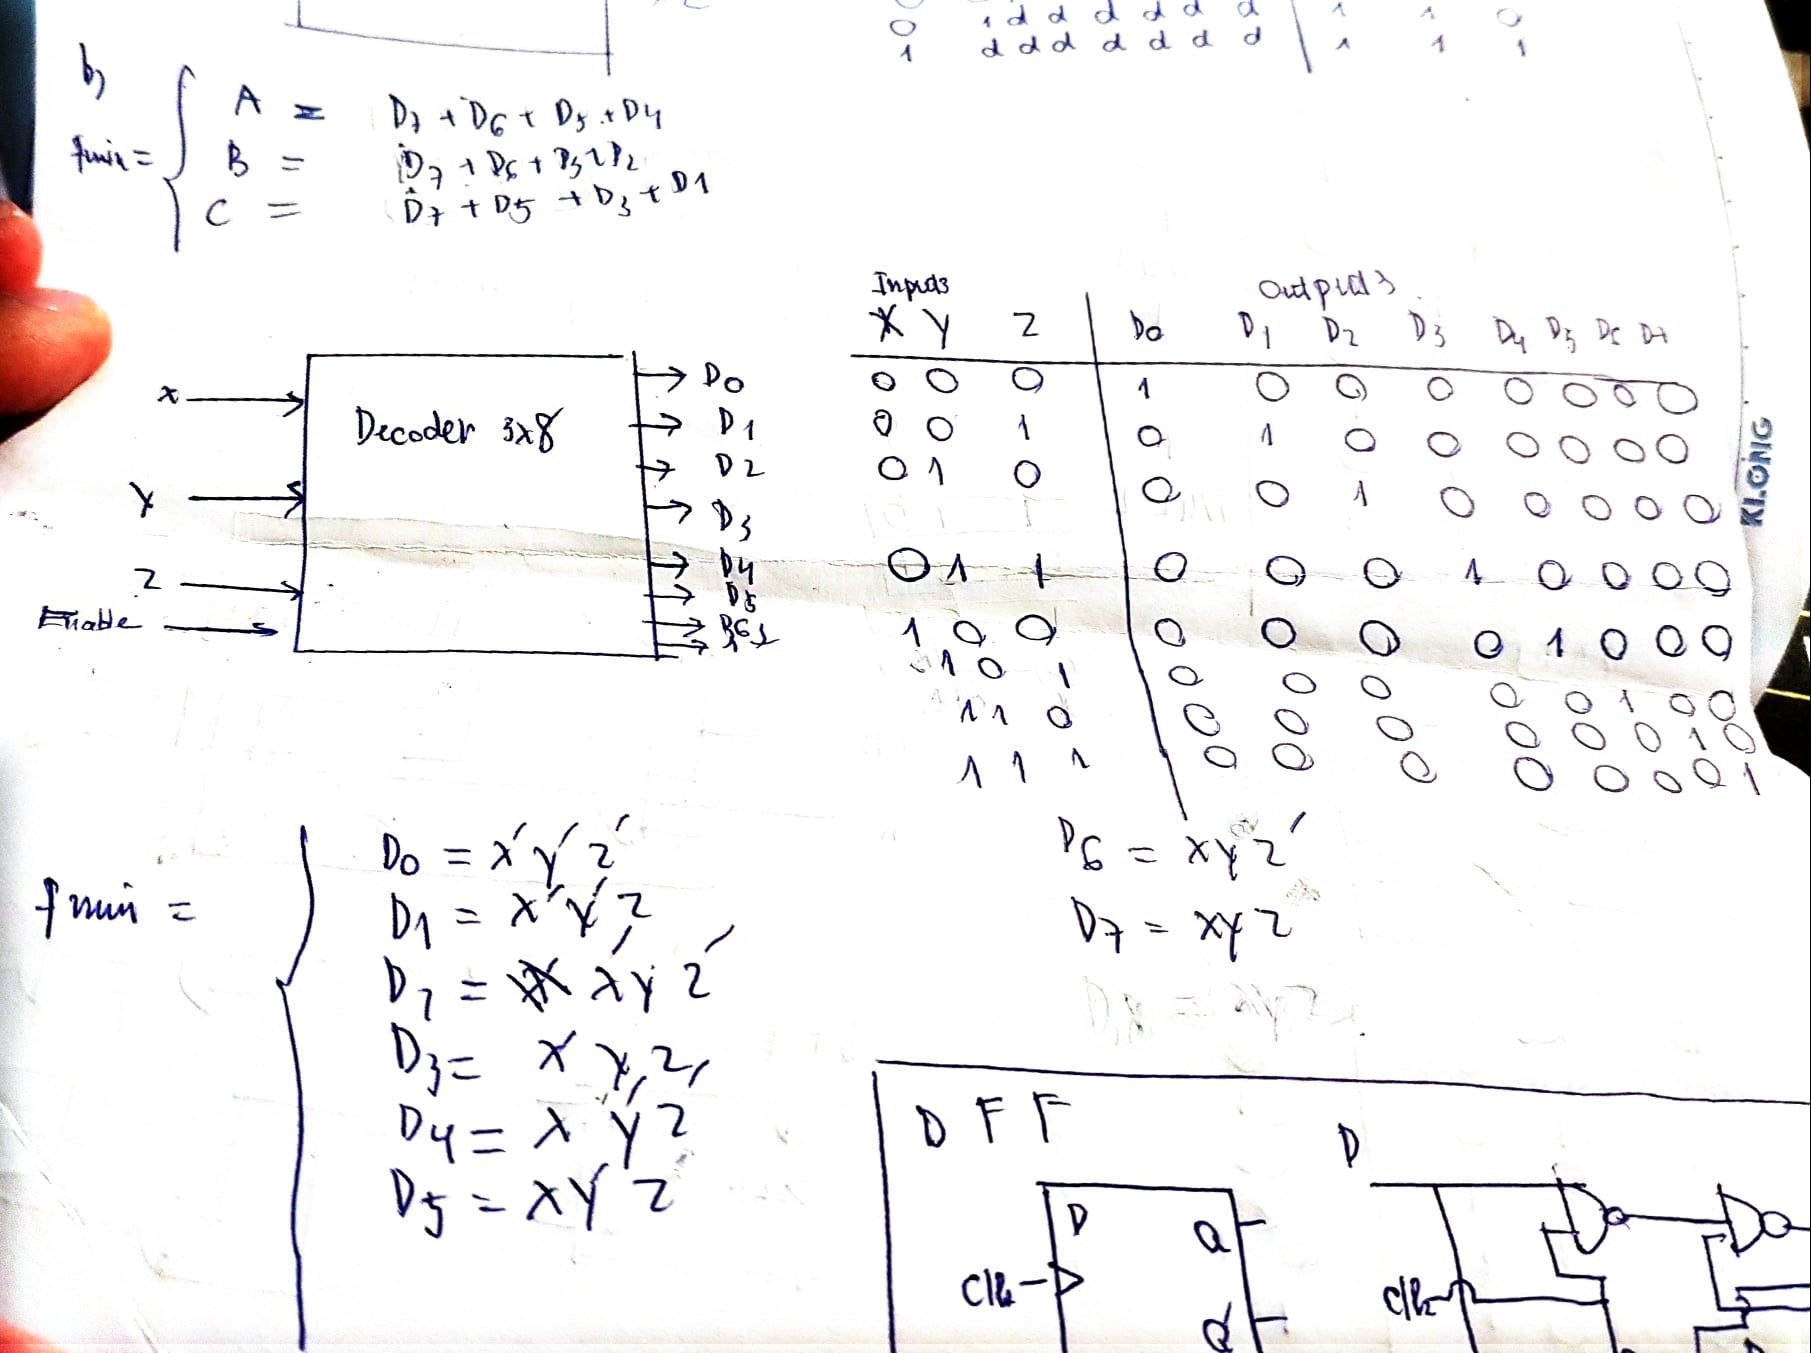 0 1 d d d d d d 1 1 0
1 d d d d d d d 1 1 1
b)
fmin =
A = D7 + D6 + D5 + D4
B = D7 + D6 + D3 + D2
C = D7 + D5 + D3 + D1
Inputs Outputs
X Y Z D0 D1 D2 D3 D4 D5 D6 D7
0 0 0 1 0 0 0 0 0 0 0
0 0 1 0 1 0 0 0 0 0 0
0 1 0 0 0 1 0 0 0 0 0
0 1 1 0 0 0 1 0 0 0 0
1 0 0 0 0 0 0 1 0 0 0
1 0 1 0 0 0 0 0 1 0 0
1 1 0 0 0 0 0 0 0 1 0
1 1 1 0 0 0 0 0 0 0 1
KLONG
Decoder 3x8
x
Y
Z
Enable
D0
D1
D2
D3
D4
D5
fmin =
D0 = x'y'z'
D1 = x'y'z
D2 = x'yz'
D3 = x'yz
D4 = xy'z'
D5 = xy'z
D6 = xyz'
D7 = xyz
D F F
D Q
Clk
Q'
D
Clk